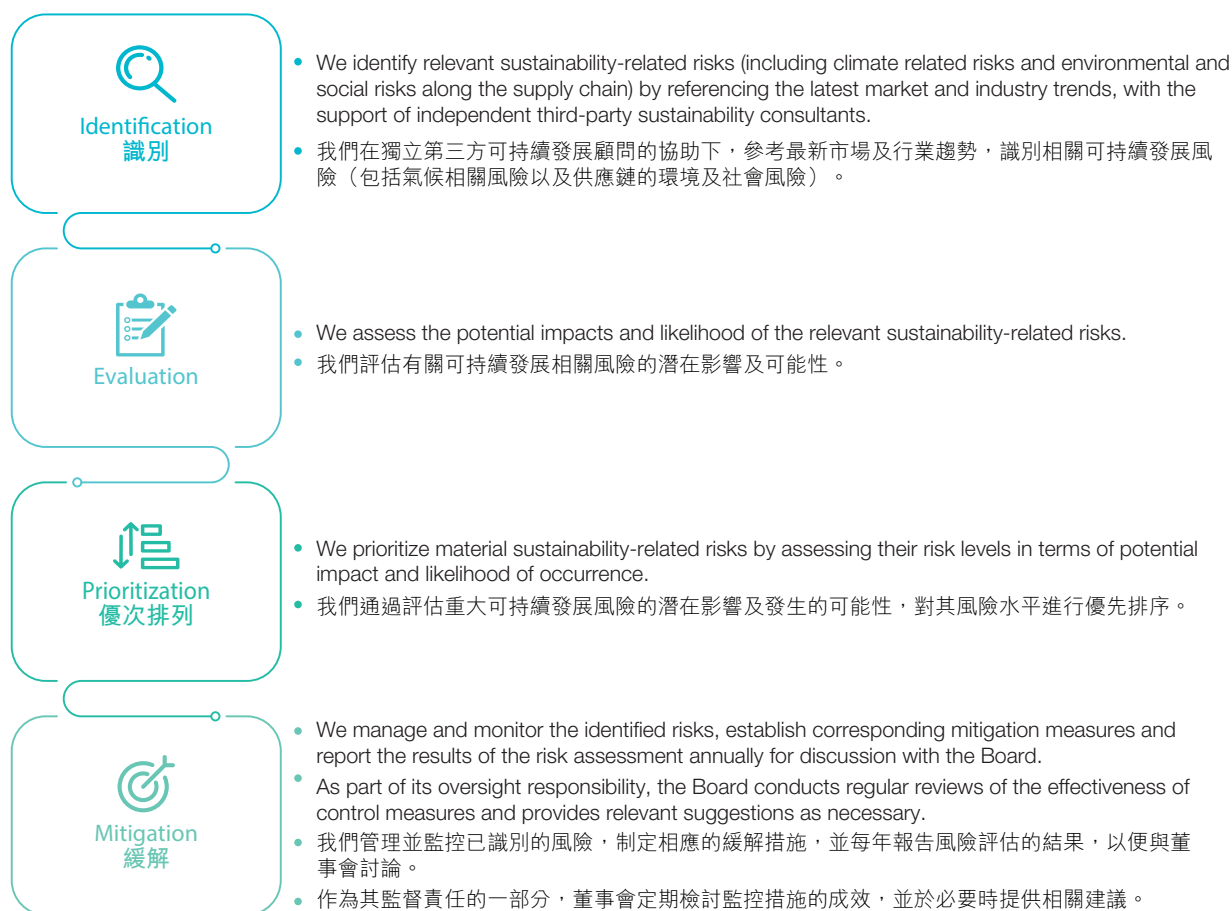 Identification
識別
• We identify relevant sustainability-related risks (including climate related risks and environmental and
social risks along the supply chain) by referencing the latest market and industry trends, with the
support of independent third-party sustainability consultants.
• 我們在獨立第三方可持續發展顧問的協助下，參考最新市場及行業趨勢，識別相關可持續發展風
險（包括氣候相關風險以及供應鏈的環境及社會風險）。
Evaluation
• We assess the potential impacts and likelihood of the relevant sustainability-related risks.
• 我們評估有關可持續發展相關風險的潛在影響及可能性。
Prioritization
優次排列
• We prioritize material sustainability-related risks by assessing their risk levels in terms of potential
impact and likelihood of occurrence.
• 我們通過評估重大可持續發展風險的潛在影響及發生的可能性，對其風險水平進行優先排序。
Mitigation
緩解
• We manage and monitor the identified risks, establish corresponding mitigation measures and
report the results of the risk assessment annually for discussion with the Board.
• As part of its oversight responsibility, the Board conducts regular reviews of the effectiveness of
control measures and provides relevant suggestions as necessary.
• 我們管理並監控已識別的風險，制定相應的緩解措施，並每年報告風險評估的結果，以便與董
事會討論。
• 作為其監督責任的一部分，董事會定期檢討監控措施的成效，並於必要時提供相關建議。